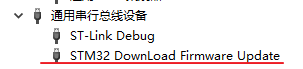 通用串行总线设备
ST-Link Debug
STM32 DownLoad Firmware Update